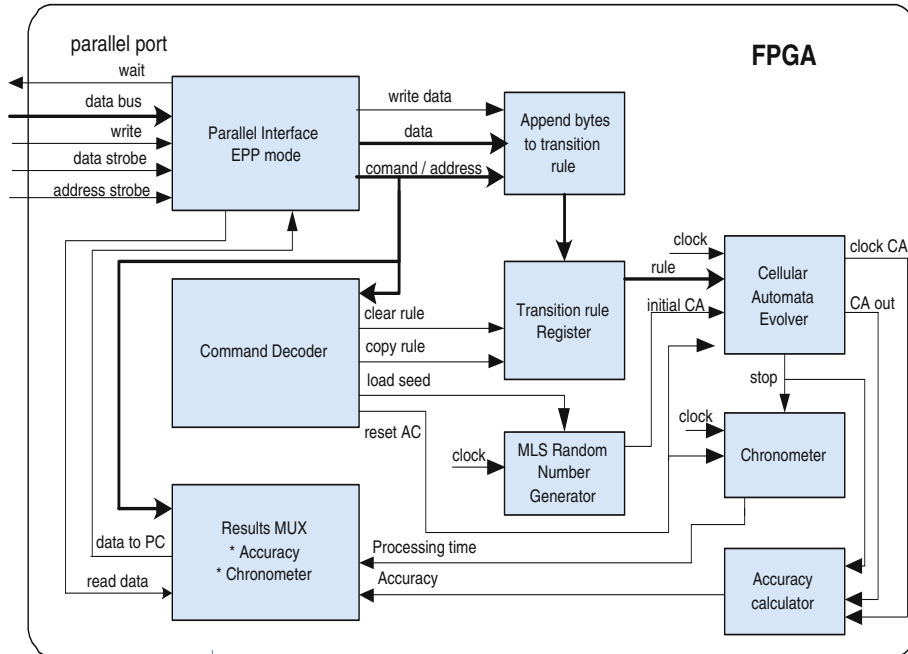 parallel port
FPGA
wait
data bus
write
data strobe
address strobe
Parallel Interface
EPP mode
write data
data
comand / address
Append bytes
to transition
rule
clock
rule
initial CA
Cellular
Automata
Evolver
clock CA
CA out
Transition rule
Register
Command Decoder
clear rule
copy rule
load seed
reset AC
stop
clock
Chronometer
clock
MLS Random
Number
Generator
Results MUX
* Accuracy
* Chronometer
data to PC
read data
Processing time
Accuracy
Accuracy
calculator